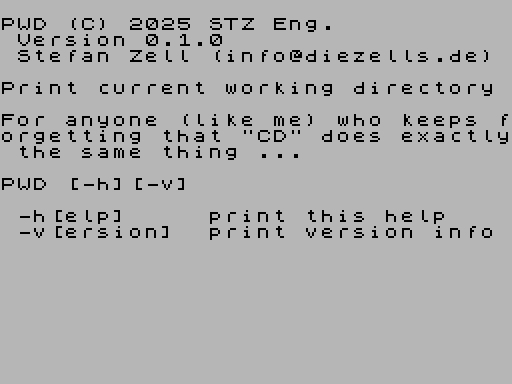 PWD (C) 2025 STZ Eng.
Version 0.1.0
Stefan Zell (info@diezells.de)
Print current working directory
For anyone (like me) who keeps f
orgetting that "CD" does exactly
the same thing ...
PWD [-h] [-v]
-h[elp] print this help
-v[ersion] print version info